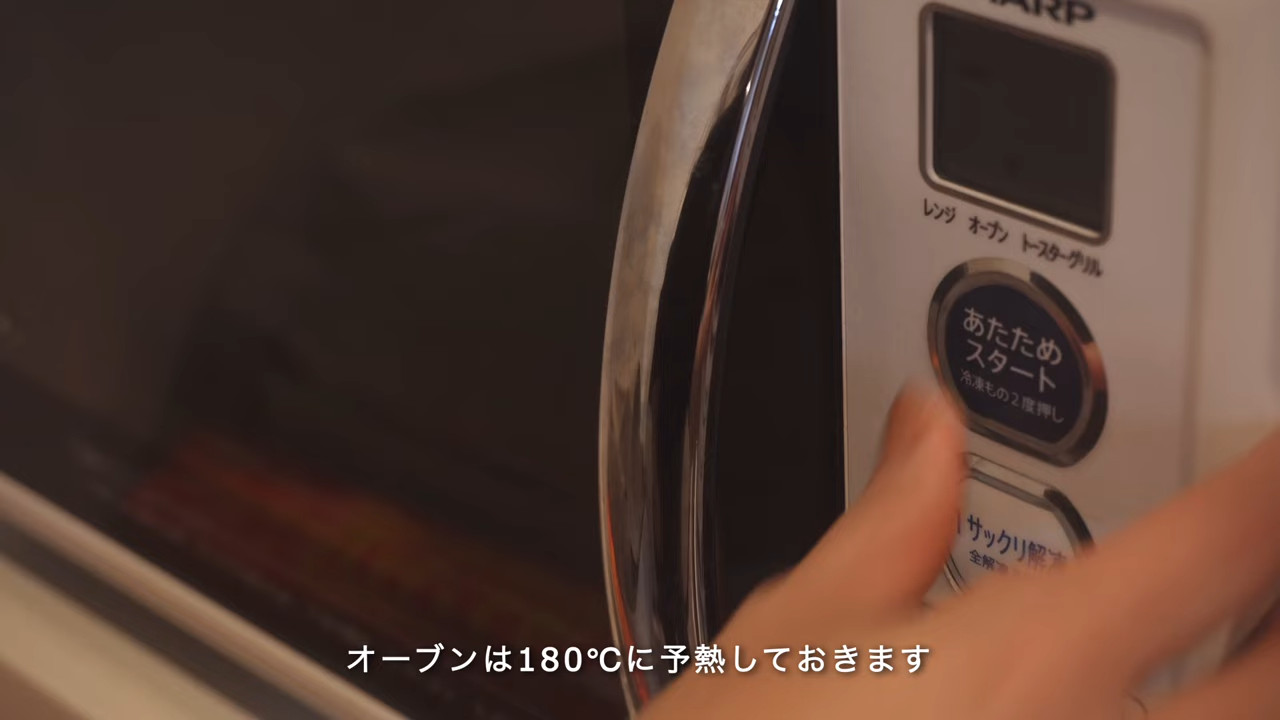 レンジ オーブン トースターグリル
あたため
スタート
冷凍もの2度押し
サックリ解凍
オーブンは180℃に予熱しておきます